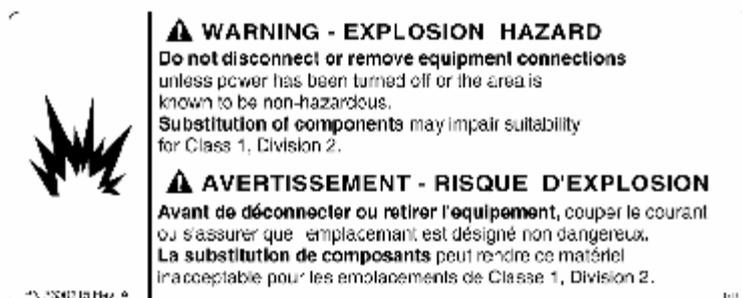 WARNING - EXPLOSION HAZARD
Do not disconnect or remove equipment connections
unless power has been turned off or the area is
known to be non-hazardous.
Substitution of components may impair suitability
for Class 1, Division 2.
AVERTISSEMENT - RISQUE D'EXPLOSION
Avant de déconnecter ou retirer l'equipement, couper le courant
ou s'assurer que emplacemant est désigné non dangereux.
La substitution de composants peut rendre ce matériel
inacceptable pour les emplacements de Classe 1, Division 2.